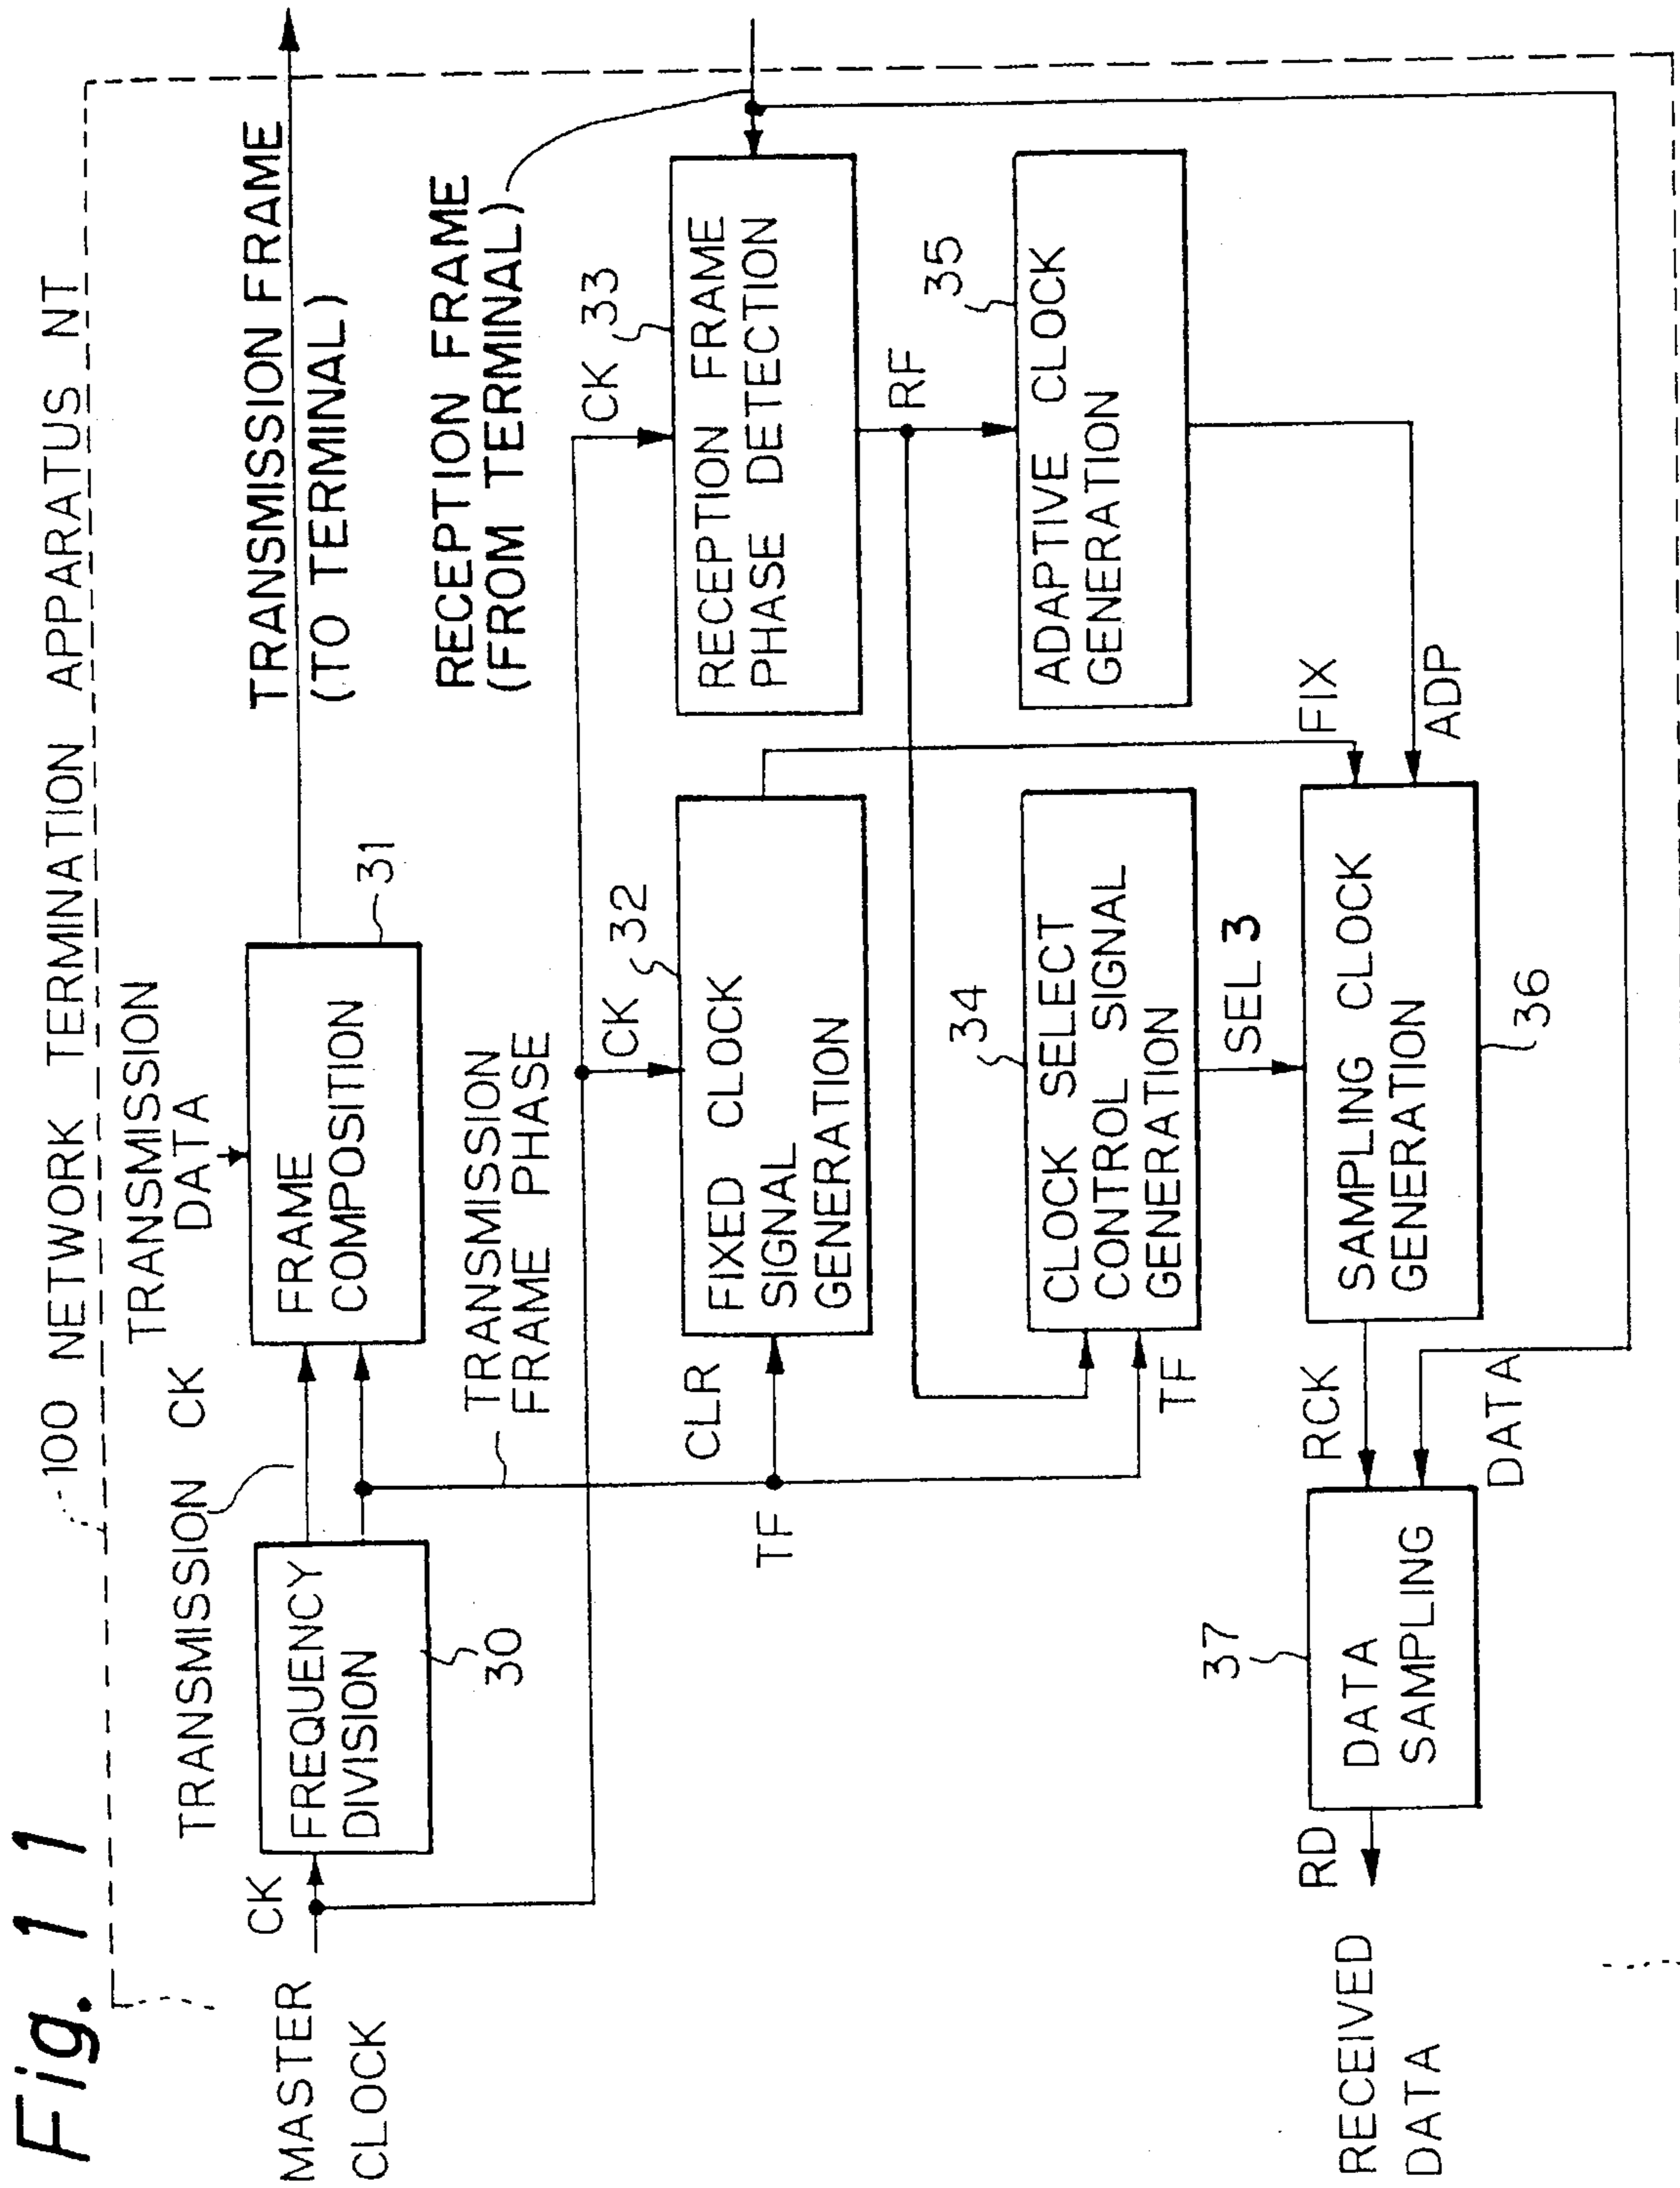 Fig. 11
100 NETWORK TERMINATION APPARATUS NT
TRANSMISSION CK
TRANSMISSION
DATA
TRANSMISSION FRAME
(TO TERMINAL)
MASTER
CLOCK
CK
FREQUENCY
DIVISION
30
FRAME
COMPOSITION
31
RECEPTION FRAME
(FROM TERMINAL)
TRANSMISSION
FRAME PHASE
CK
32
CK
33
TF
CLR
FIXED CLOCK
SIGNAL
GENERATION
RECEPTION FRAME
PHASE DETECTION
RF
34
35
CLOCK SELECT
CONTROL SIGNAL
GENERATION
ADAPTIVE CLOCK
GENERATION
TF
SEL 3
FIX
ADP
37
RCK
SAMPLING CLOCK
GENERATION
36
RD
DATA
SAMPLING
DATA
RECEIVED
DATA